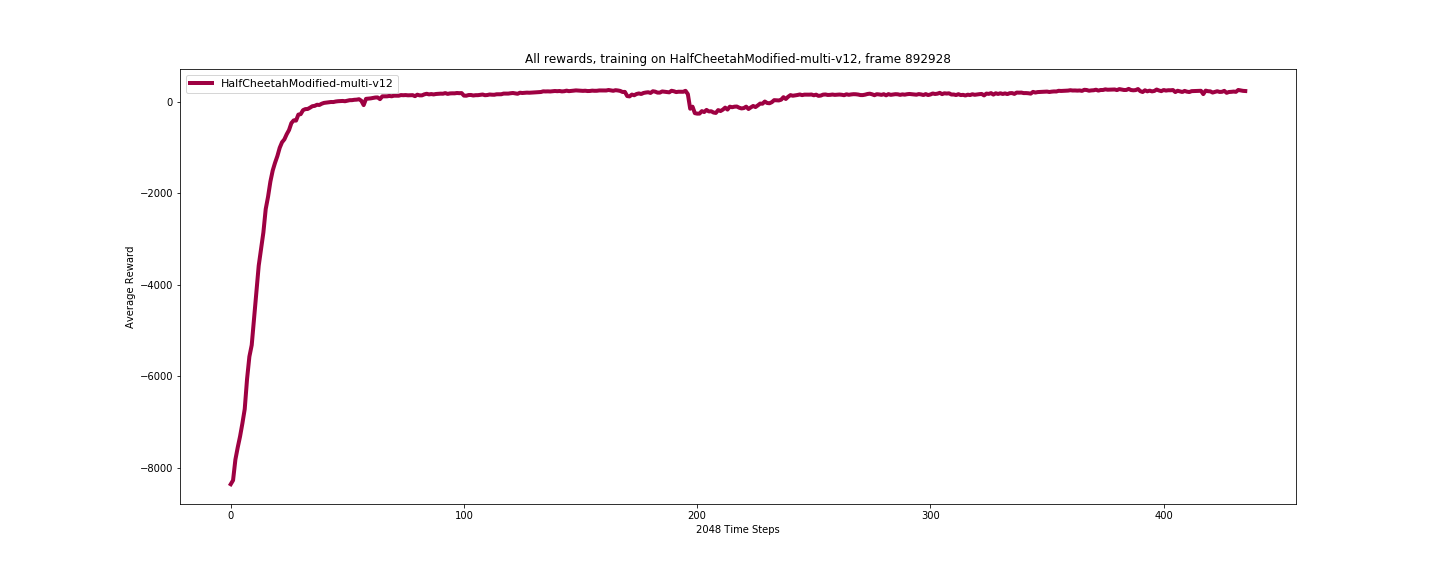 All rewards, training on HalfCheetahModified-multi-v12, frame 892928
HalfCheetahModified-multi-v12
0
−2000
−4000
−6000
−8000
Average Reward
0 100 200 300 400
2048 Time Steps